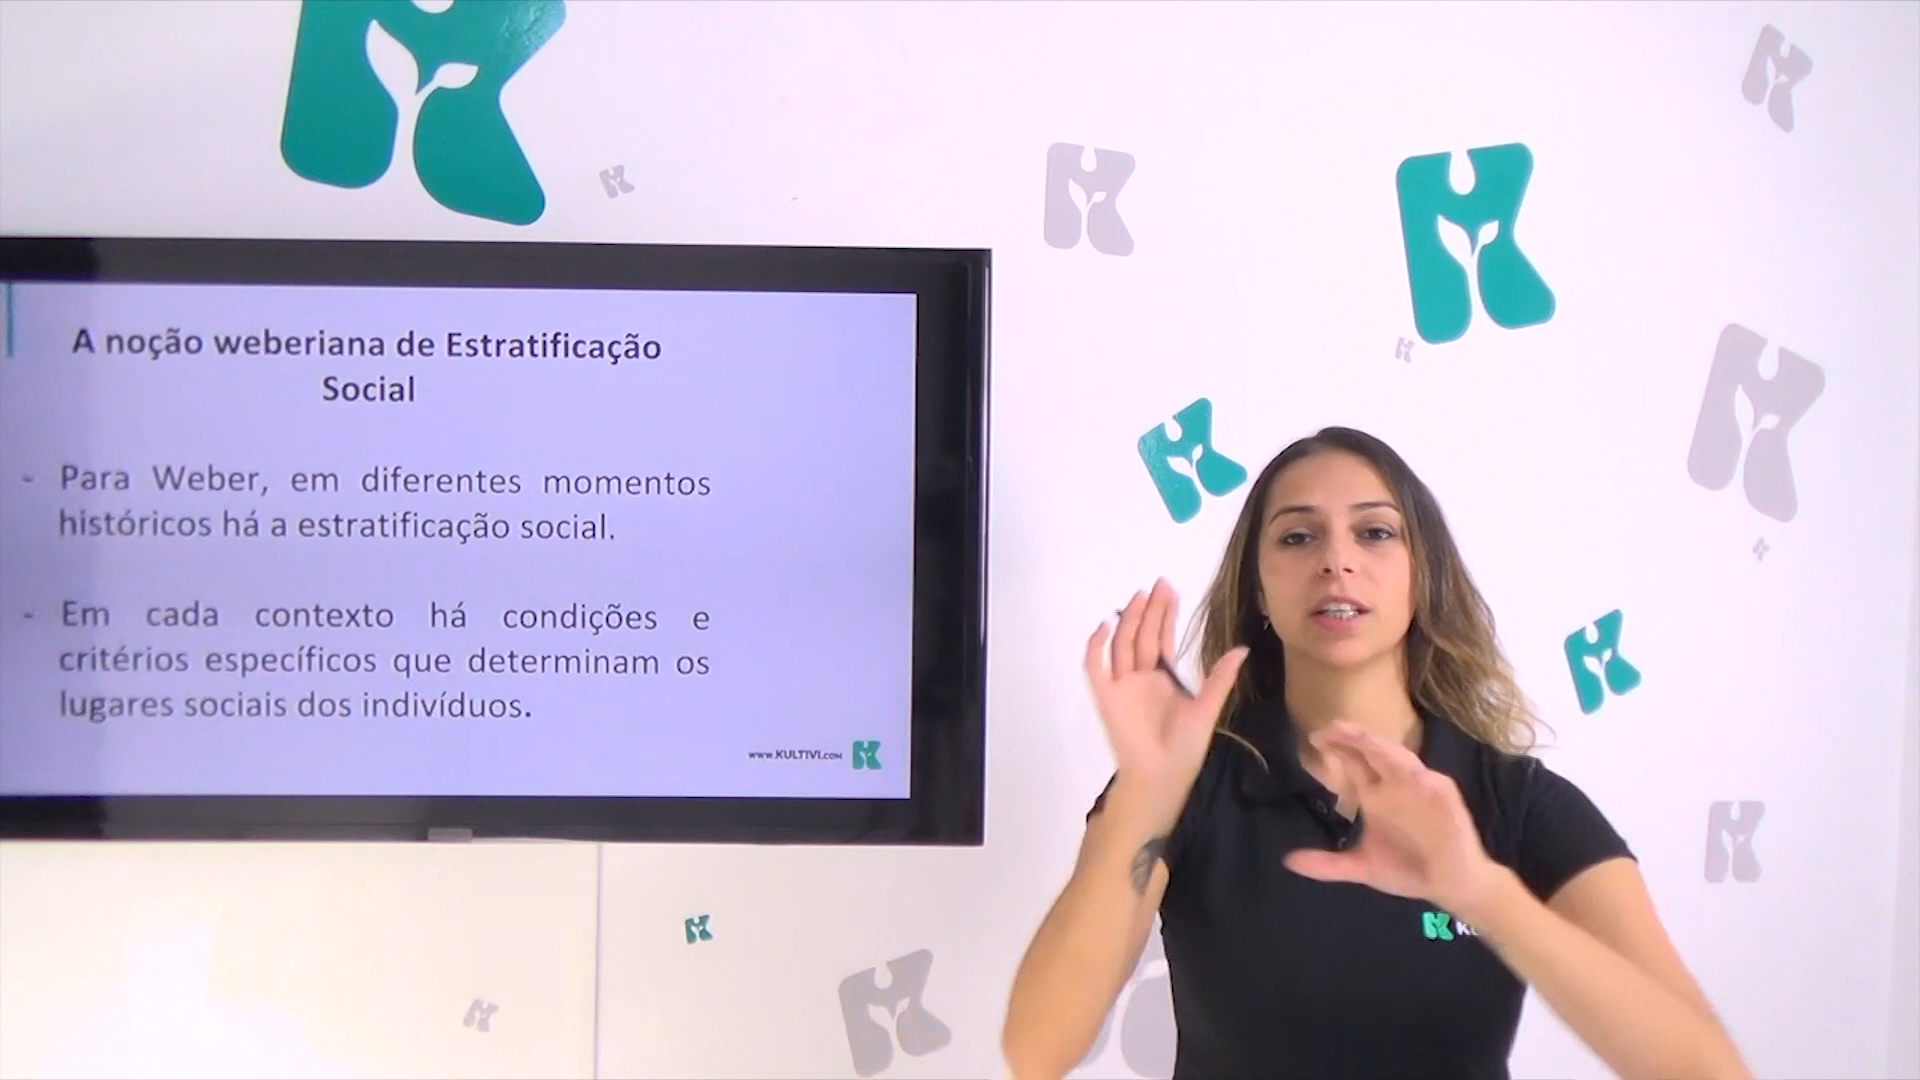 A noção weberiana de Estratificação
Social
- Para Weber, em diferentes momentos
históricos há a estratificação social.
- Em cada contexto há condições e
critérios específicos que determinam os
lugares sociais dos indivíduos.
www.KULTIVI.COM